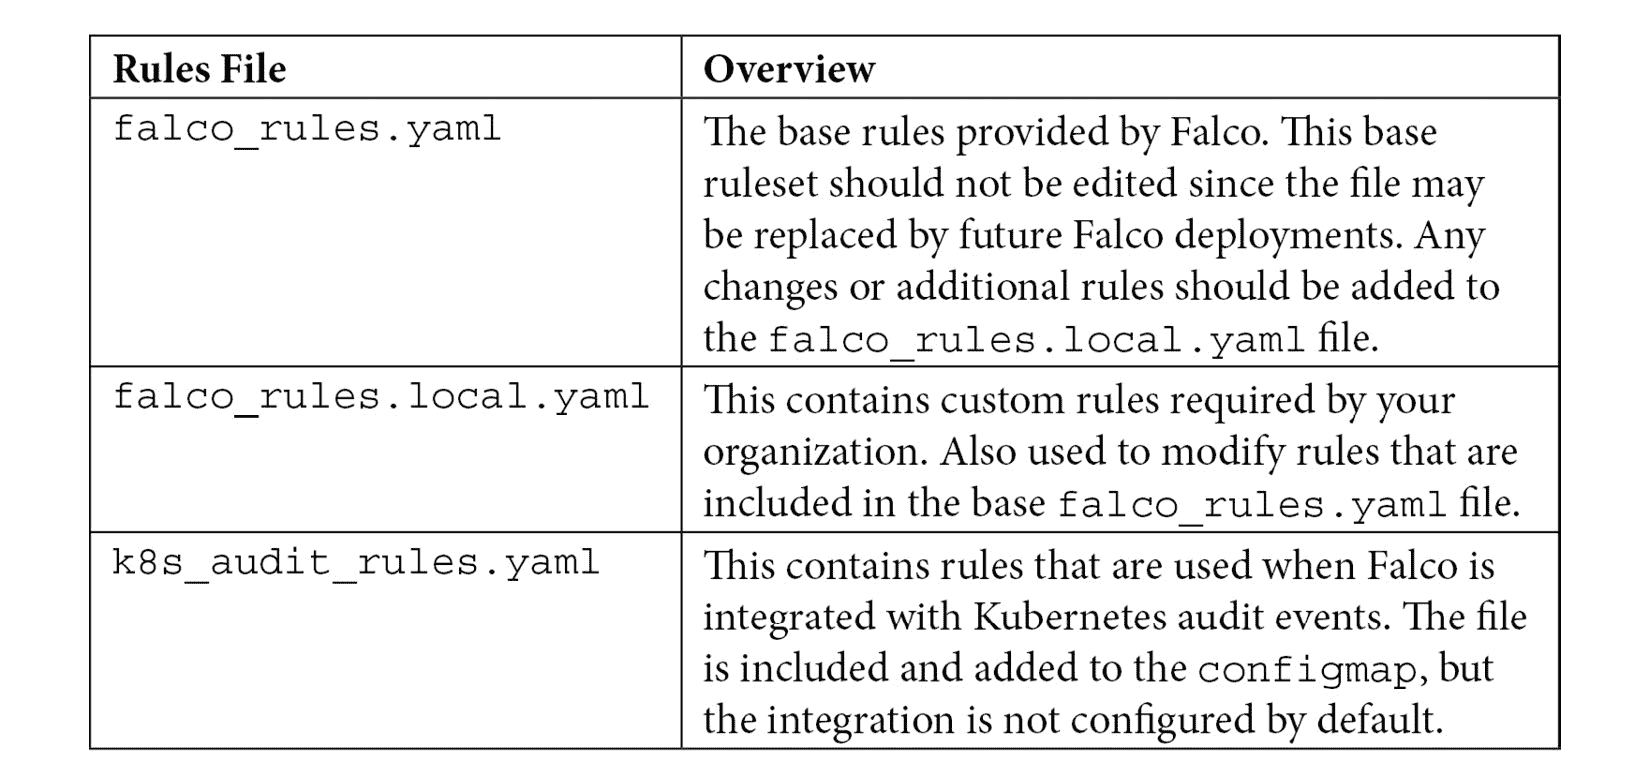 Rules File
Overview
falco_rules.yaml
The base rules provided by Falco. This base
ruleset should not be edited since the file may
be replaced by future Falco deployments. Any
changes or additional rules should be added to
the falco_rules.local.yaml file.
falco_rules.local.yaml
This contains custom rules required by your
organization. Also used to modify rules that are
included in the base falco_rules.yaml file.
k8s_audit_rules.yaml
This contains rules that are used when Falco is
integrated with Kubernetes audit events. The file
is included and added to the configmap, but
the integration is not configured by default.